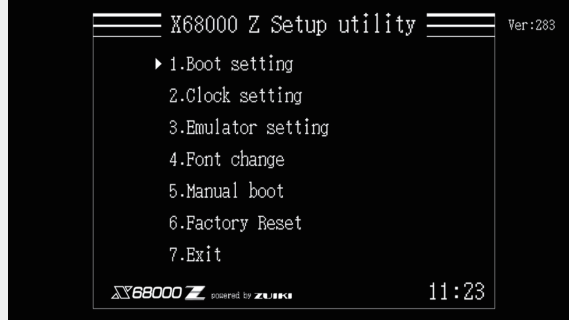 X68000 Z Setup utility
Ver:283
1.Boot setting
2.Clock setting
3.Emulator setting
4.Font change
5.Manual boot
6.Factory Reset
7.Exit
X68000 Z powered by ZUIKI
11:23